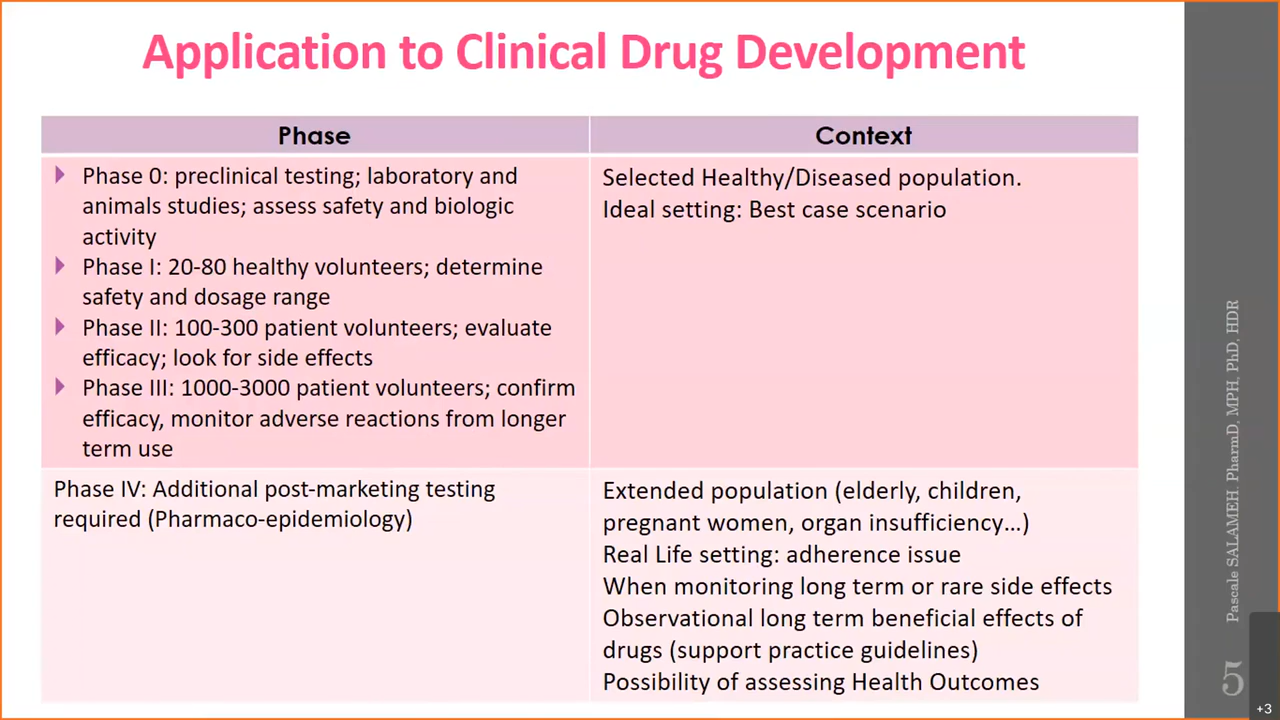 Application to Clinical Drug Development
Phase
Context
Phase 0: preclinical testing; laboratory and
animals studies; assess safety and biologic
activity
Phase I: 20-80 healthy volunteers; determine
safety and dosage range
Phase II: 100-300 patient volunteers; evaluate
efficacy; look for side effects
Phase III: 1000-3000 patient volunteers; confirm
efficacy, monitor adverse reactions from longer
term use
Selected Healthy/Diseased population.
Ideal setting: Best case scenario
Phase IV: Additional post-marketing testing
required (Pharmaco-epidemiology)
Extended population (elderly, children,
pregnant women, organ insufficiency…)
Real Life setting: adherence issue
When monitoring long term or rare side effects
Observational long term beneficial effects of
drugs (support practice guidelines)
Possibility of assessing Health Outcomes
Pascale SALAMEH. PharmD, MPH, PhD, HDR
5
+3